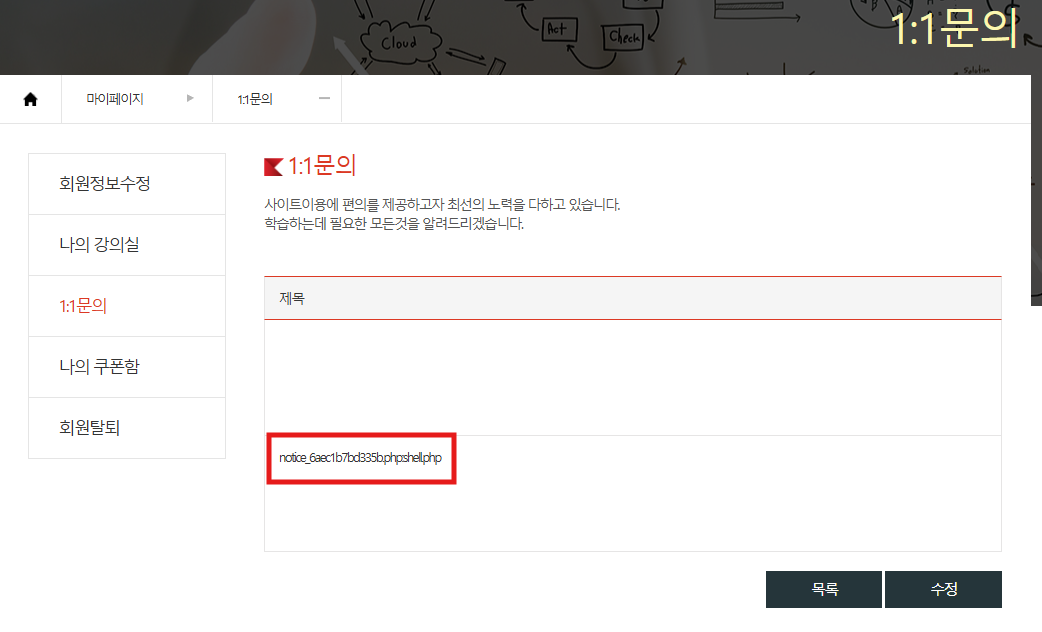 Cloud
Act
Check
Solution
1:1문의
마이페이지
1:1문의
회원정보수정
나의 강의실
1:1문의
나의 쿠폰함
회원탈퇴
1:1문의
사이트이용에 편의를 제공하고자 최선의 노력을 다하고 있습니다.
학습하는데 필요한 모든것을 알려드리겠습니다.
제목
notice_6aec1b7bd335b.php:shell.php
목록
수정